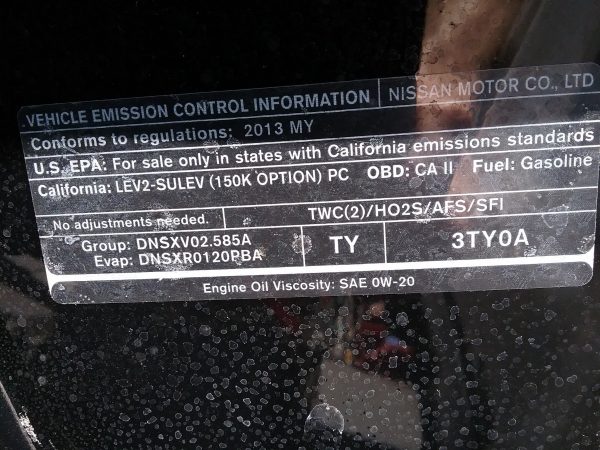 VEHICLE EMISSION CONTROL INFORMATION NISSAN MOTOR CO., LTD
Conforms to regulations: 2013 MY
U.S. EPA: For sale only in states with California emissions standards
California: LEV2-SULEV (150K OPTION) PC OBD: CA II Fuel: Gasoline
No adjustments needed. TWC(2)/HO2S/AFS/SFI
Group: DNSXV02.585A
Evap: DNSXR0120PBA
TY
3TY0A
Engine Oil Viscosity: SAE 0W-20